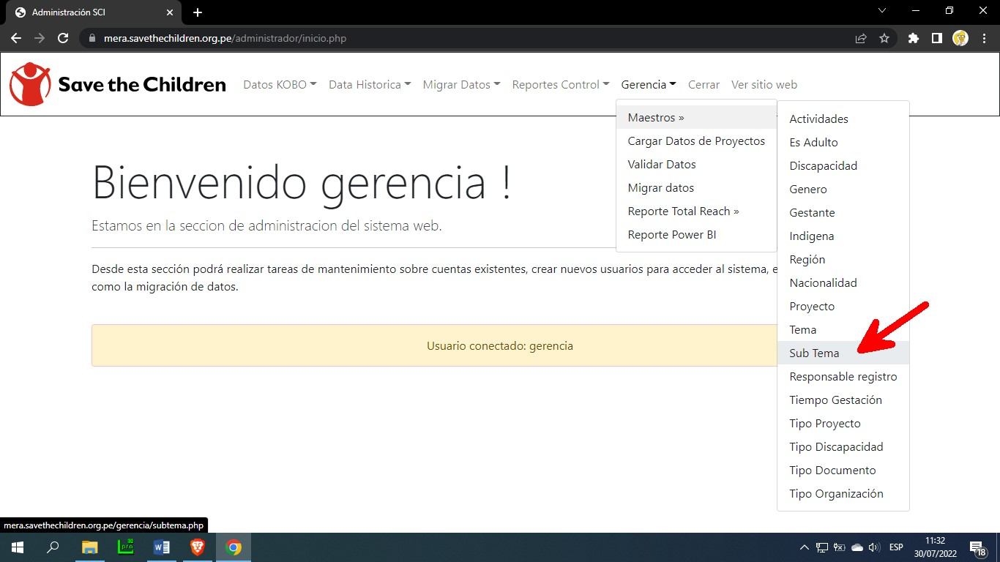 Administración SCI
mera.savethechildren.org.pe/administrador/inicio.php
Save the Children
Datos KOBO
Data Historica
Migrar Datos
Reportes Control
Gerencia
Cerrar
Ver sitio web
Maestros »
Cargar Datos de Proyectos
Validar Datos
Migrar datos
Reporte Total Reach »
Reporte Power BI
Actividades
Es Adulto
Discapacidad
Genero
Gestante
Indigena
Región
Nacionalidad
Proyecto
Tema
Sub Tema
Responsable registro
Tiempo Gestación
Tipo Proyecto
Tipo Discapacidad
Tipo Documento
Tipo Organización
Bienvenido gerencia !
Estamos en la seccion de administracion del sistema web.
Desde esta sección podrá realizar tareas de mantenimiento sobre cuentas existentes, crear nuevos usuarios para acceder al sistema, e
como la migración de datos.
Usuario conectado: gerencia
mera.savethechildren.org.pe/gerencia/subtema.php
ESP
11:32
30/07/2022
18